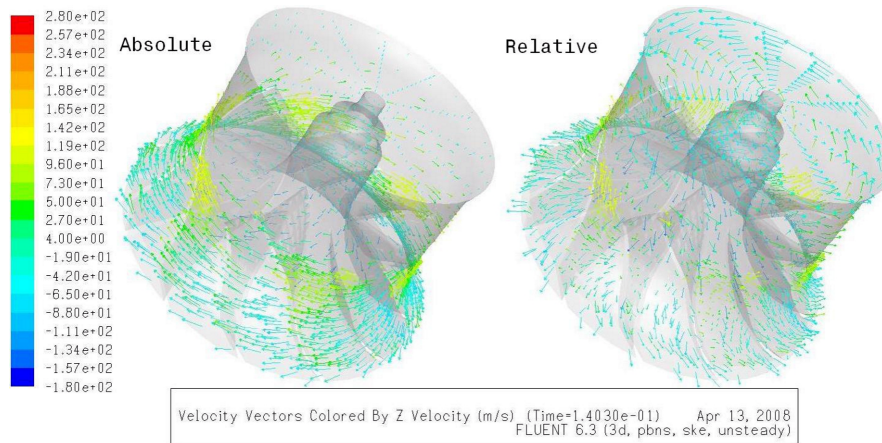 Absolute
Relative
2.80e+02
2.57e+02
2.34e+02
2.11e+02
1.88e+02
1.65e+02
1.42e+02
1.19e+02
9.60e+01
7.30e+01
5.00e+01
2.70e+01
4.00e+00
-1.90e+01
-4.20e+01
-6.50e+01
-8.80e+01
-1.11e+02
-1.34e+02
-1.57e+02
-1.80e+02
Velocity Vectors Colored By Z Velocity (m/s) (Time=1.4030e-01) Apr 13, 2008
FLUENT 6.3 (3d, pbns, ske, unsteady)